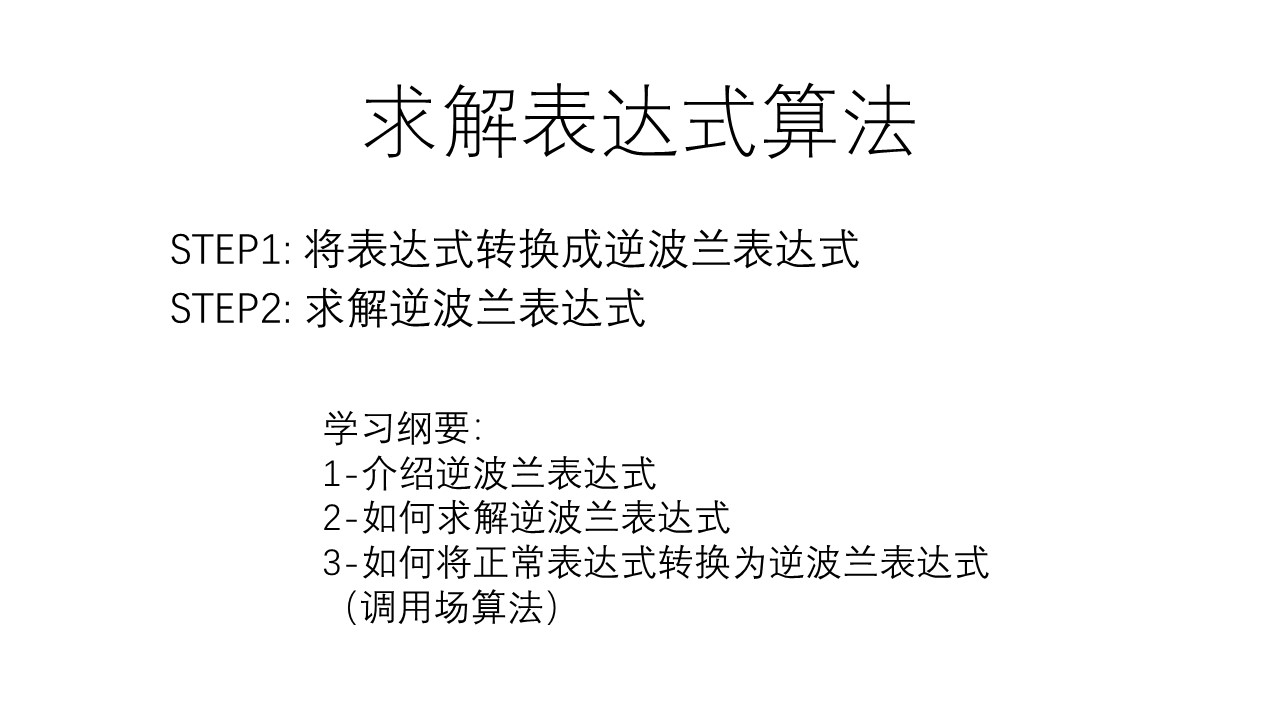 求解表达式算法
STEP1: 将表达式转换成逆波兰表达式
STEP2: 求解逆波兰表达式
学习纲要：
1-介绍逆波兰表达式
2-如何求解逆波兰表达式
3-如何将正常表达式转换为逆波兰表达式
（调用场算法）